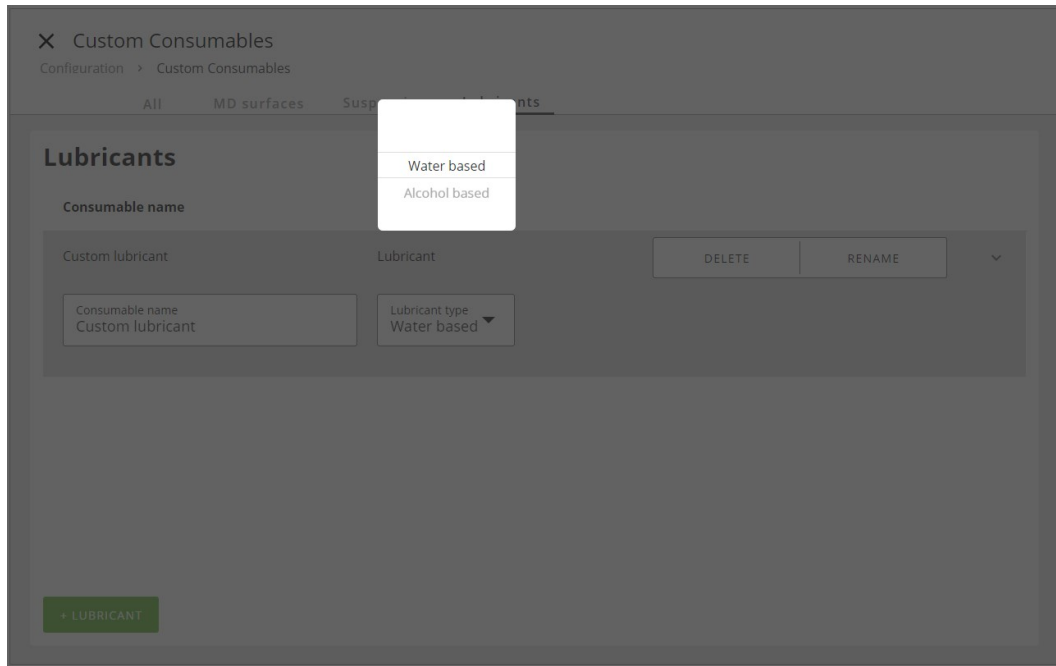 Custom Consumables
Configuration > Custom Consumables
All MD surfaces
Lubricants
Water based
Alcohol based
Consumable name
Custom lubricant Lubricant DELETE RENAME
Consumable name
Custom lubricant
Lubricant type
Water based
+ LUBRICANT